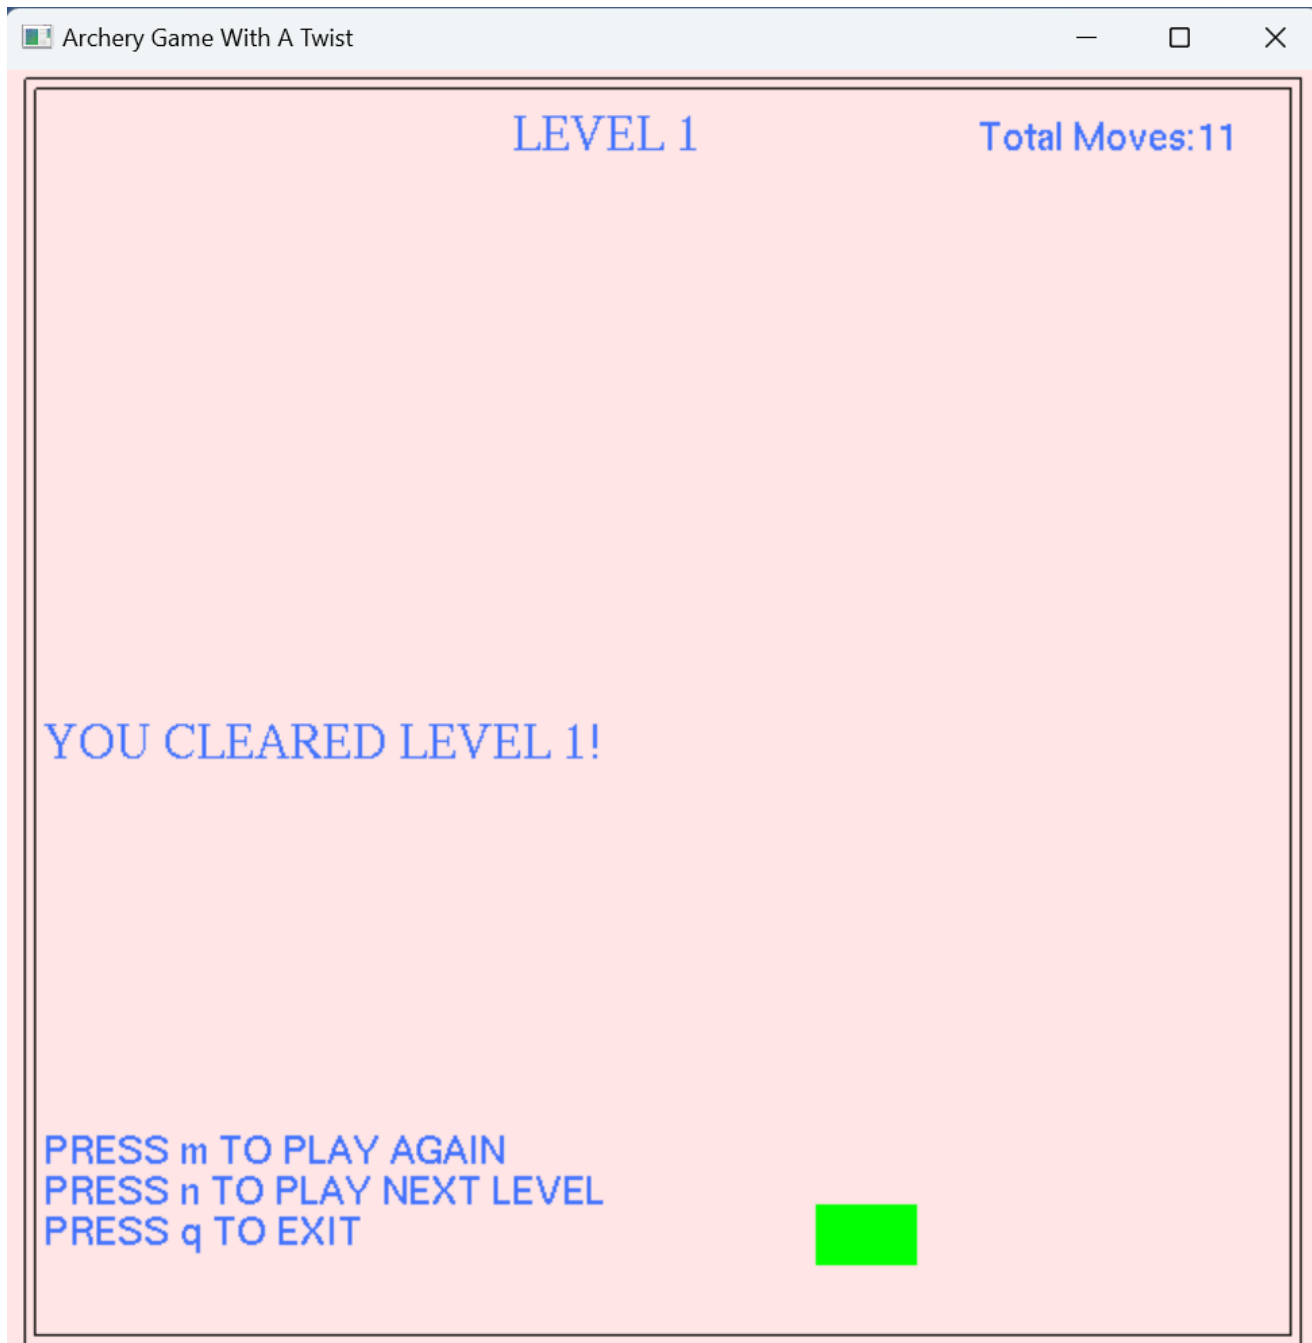 Archery Game With A Twist
LEVEL 1
Total Moves:11
YOU CLEARED LEVEL 1!
PRESS m TO PLAY AGAIN
PRESS n TO PLAY NEXT LEVEL
PRESS q TO EXIT